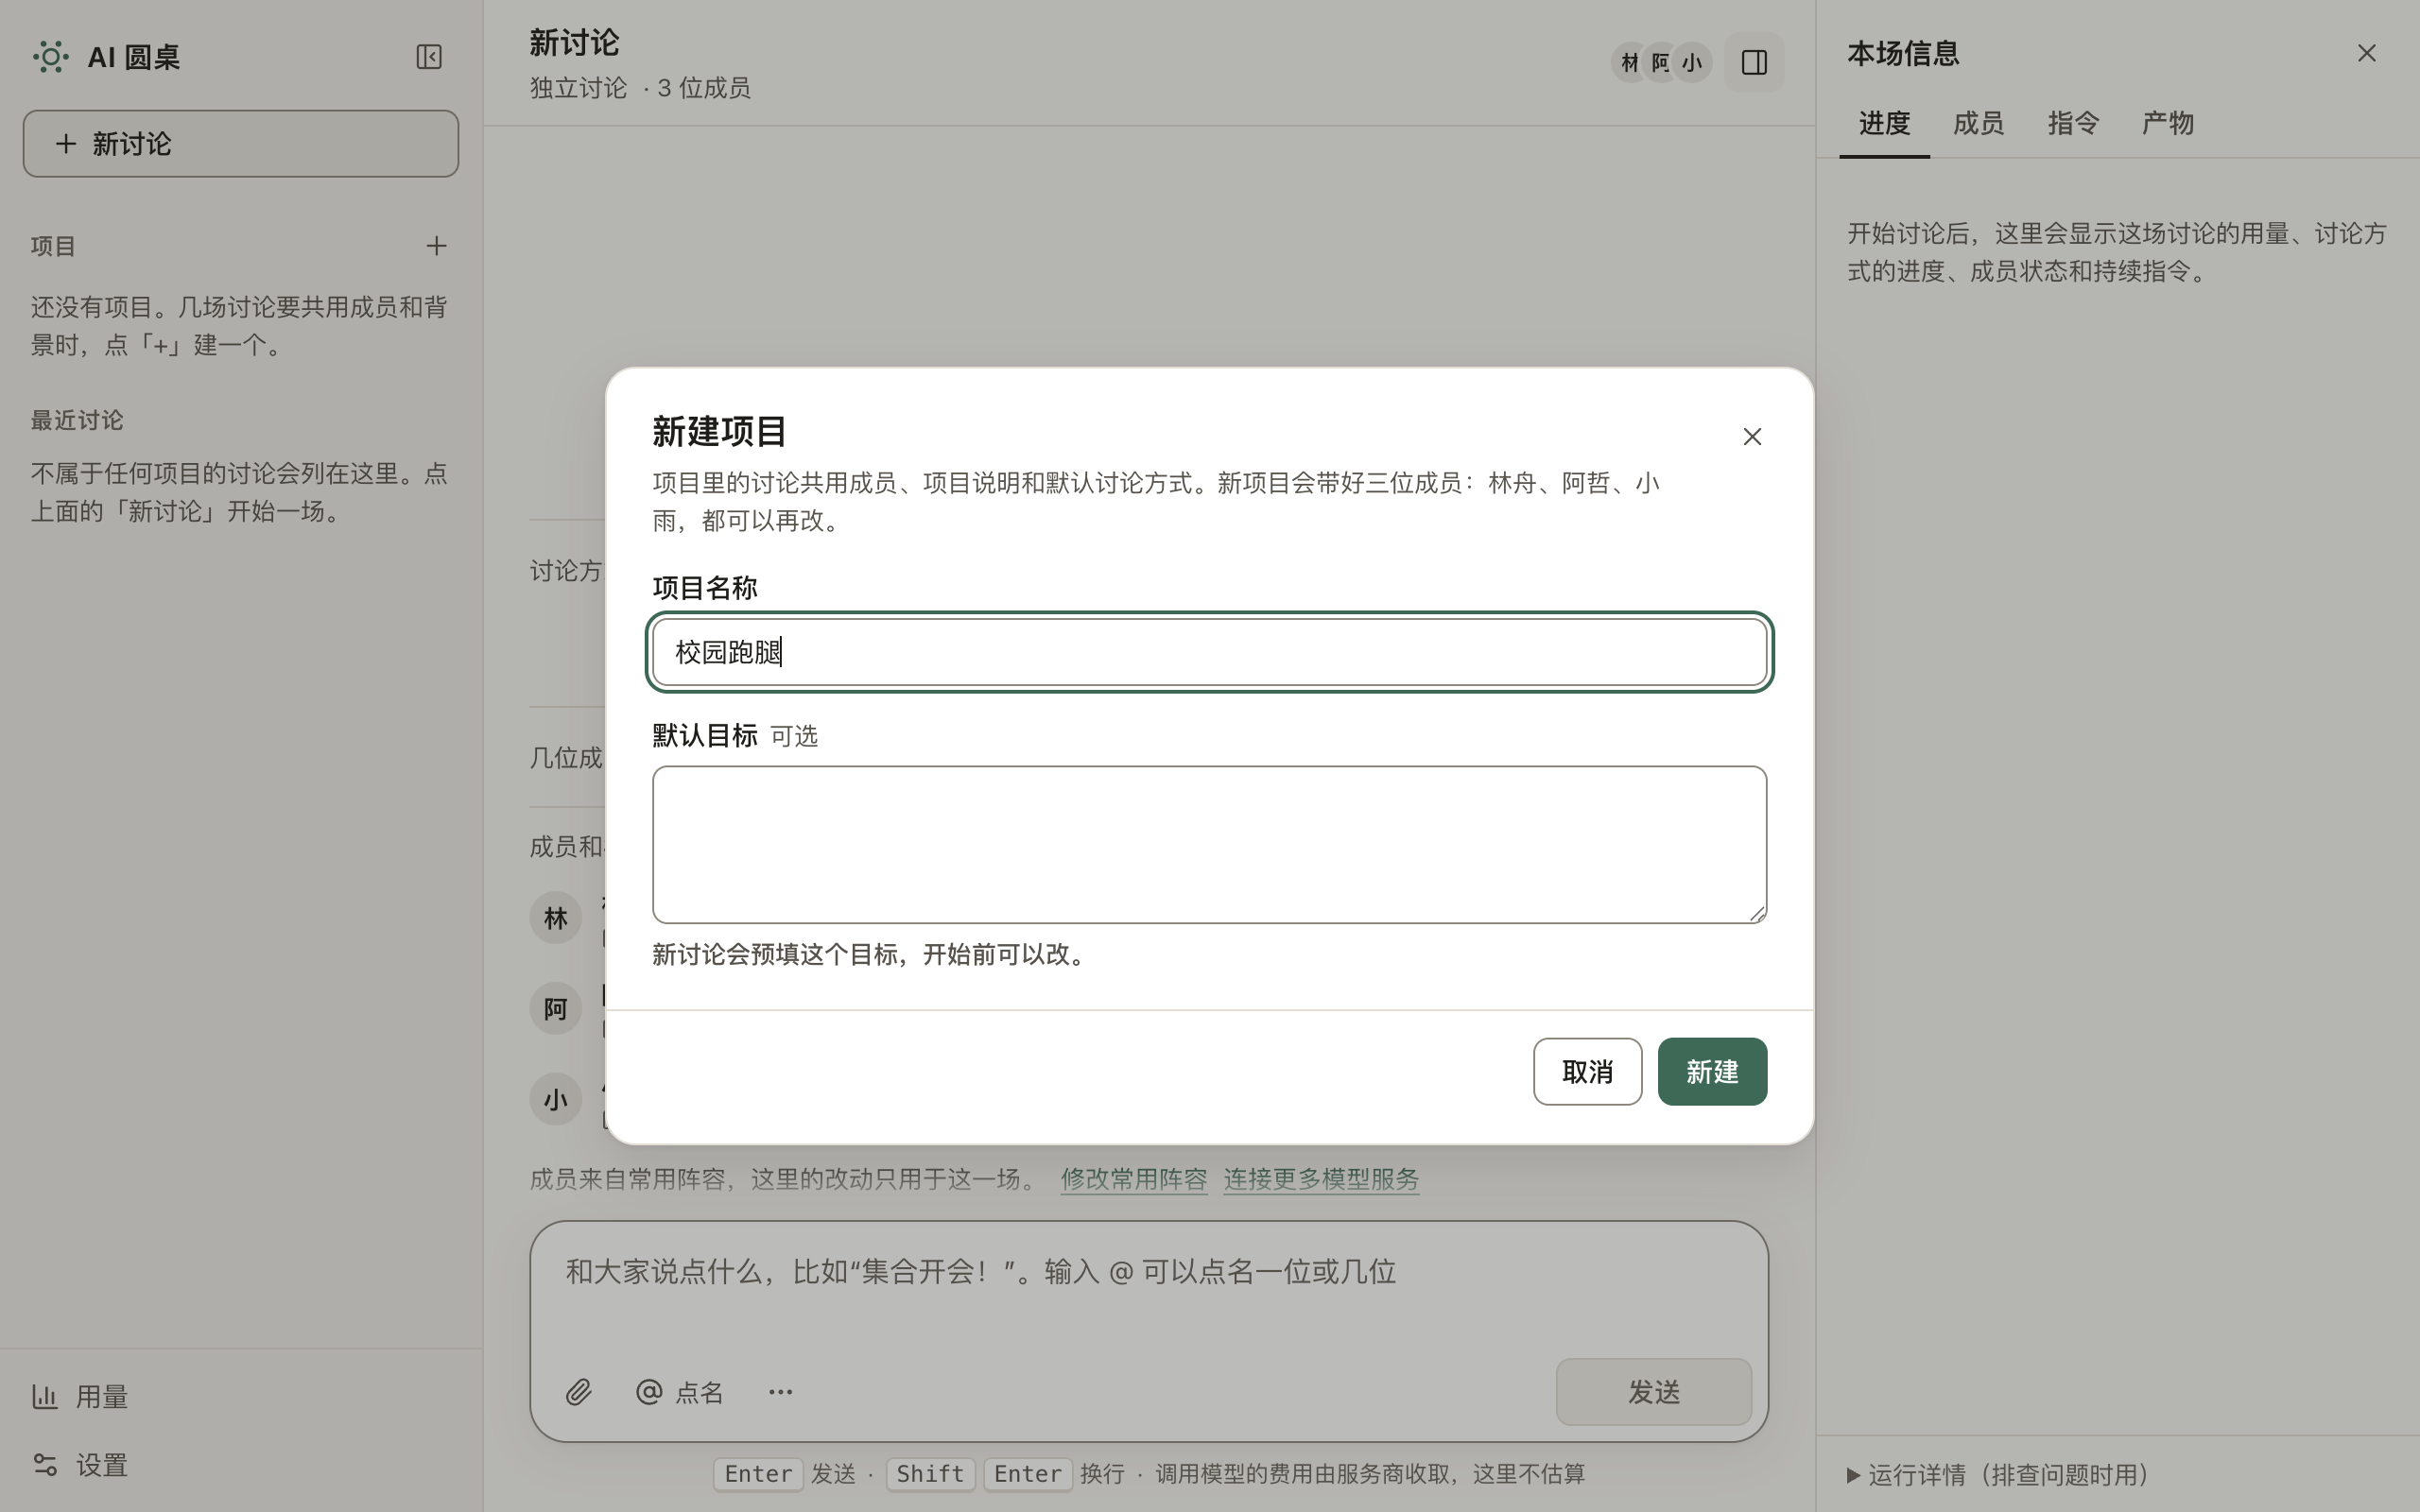 AI 圆桌
新讨论
项目
还没有项目。几场讨论要共用成员和背
景时，点「+」建一个。
最近讨论
不属于任何项目的讨论会列在这里。点
上面的「新讨论」开始一场。
用量
设置
新讨论
独立讨论 · 3 位成员
林 阿 小
讨论方
几位成
成员和
林
阿
小
成员来自常用阵容，这里的改动只用于这一场。 修改常用阵容 连接更多模型服务
和大家说点什么，比如“集合开会！”。输入 @ 可以点名一位或几位
点名
发送
Enter 发送 · Shift Enter 换行 · 调用模型的费用由服务商收取，这里不估算
新建项目
项目里的讨论共用成员、项目说明和默认讨论方式。新项目会带好三位成员：林舟、阿哲、小
雨，都可以再改。
项目名称
校园跑腿
默认目标 可选
新讨论会预填这个目标，开始前可以改。
取消 新建
本场信息
进度 成员 指令 产物
开始讨论后，这里会显示这场讨论的用量、讨论方
式的进度、成员状态和持续指令。
运行详情（排查问题时用）